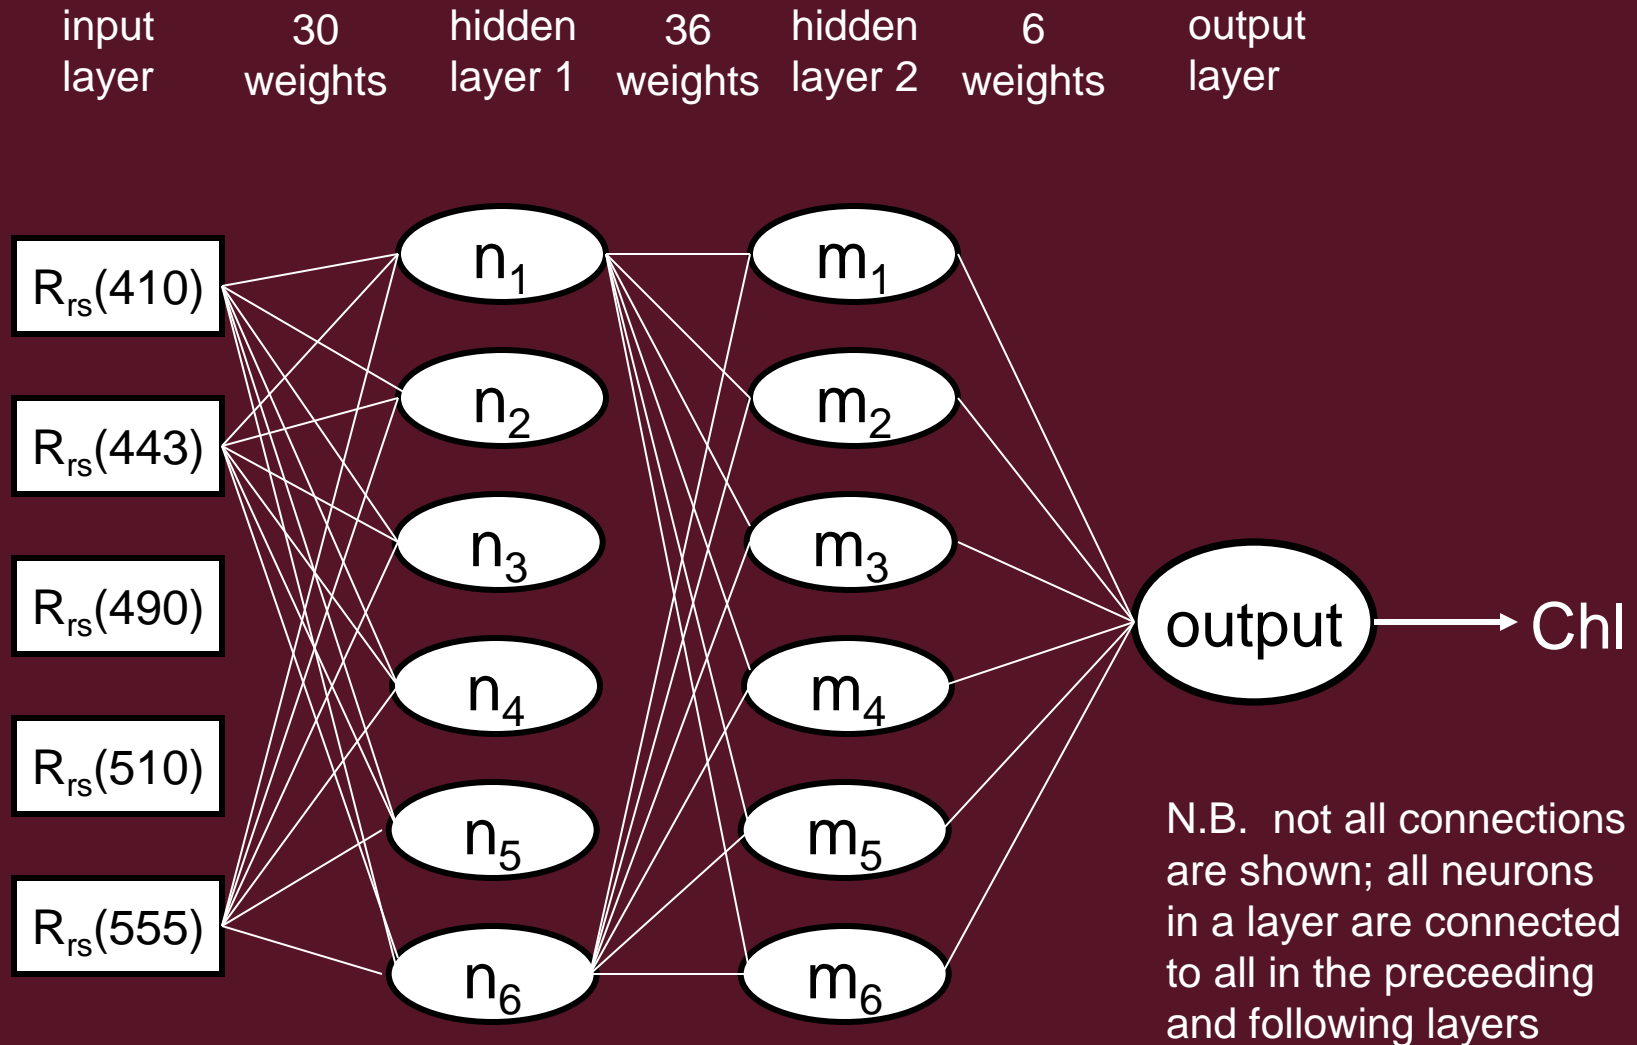 input
layer
30
weights
hidden
layer 1
36
weights
hidden
layer 2
6
weights
output
layer
Rrs(410)
Rrs(443)
Rrs(490)
Rrs(510)
Rrs(555)
n1
n2
n3
n4
n5
n6
m1
m2
m3
m4
m5
m6
output
Chl
N.B. not all connections
are shown; all neurons
in a layer are connected
to all in the preceeding
and following layers